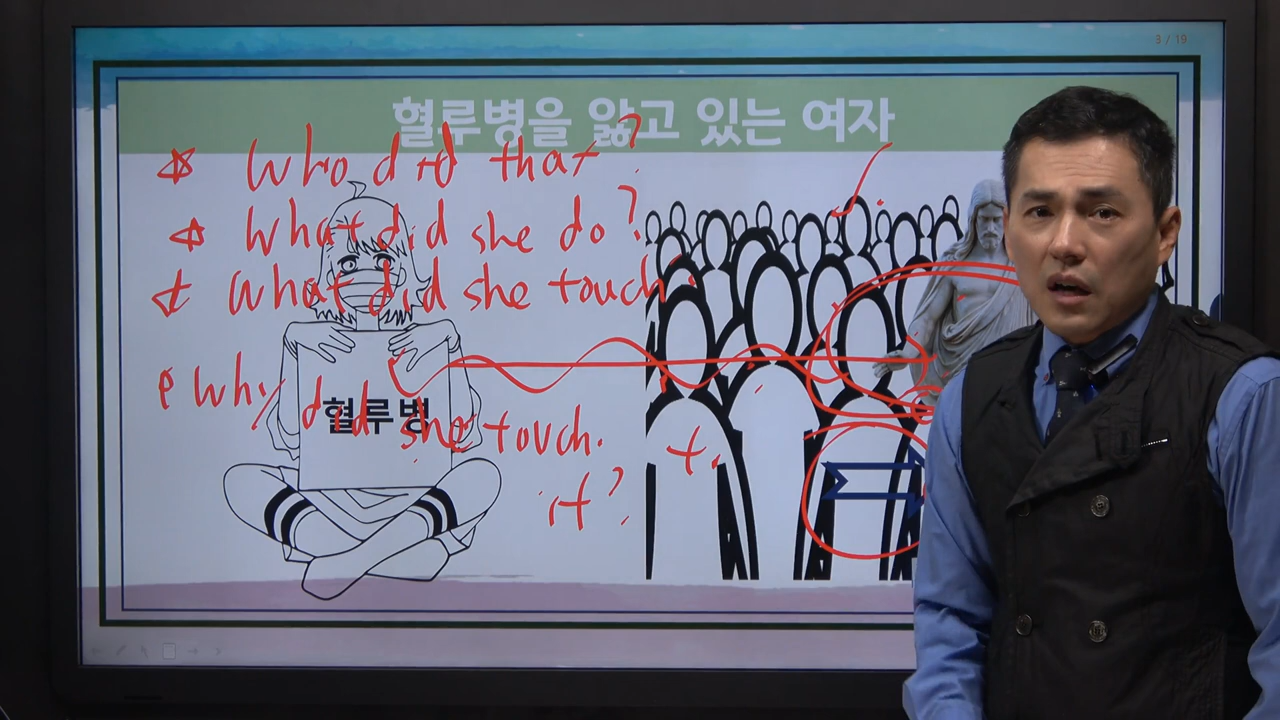 3 / 19
혈루병을 앓고 있는 여자
Who did that?
What did she do?
What did she touch.
Why did she touch.
it?
혈루병
t.